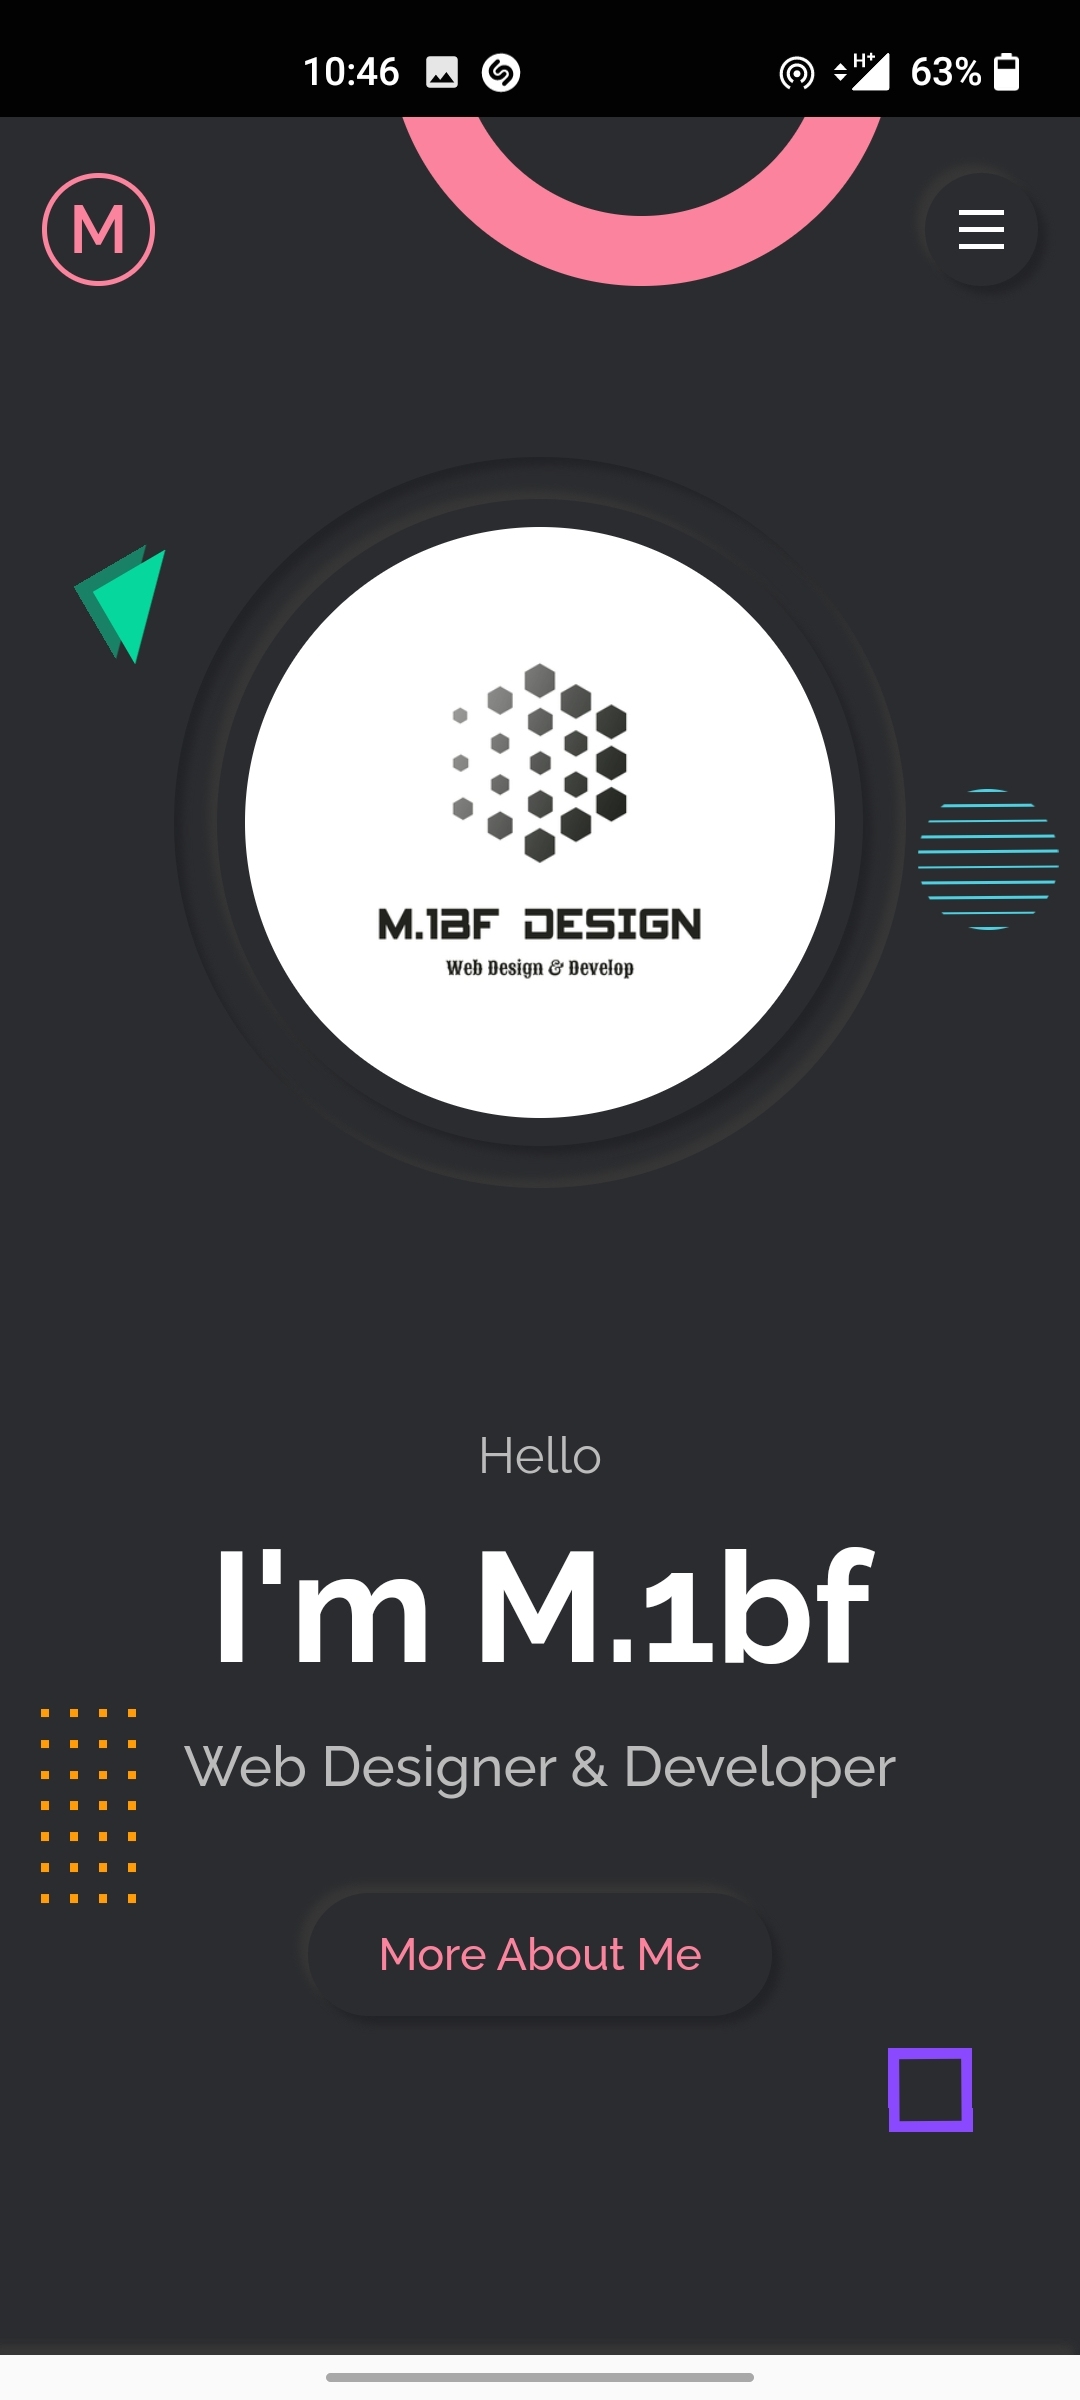 10:46 H+ 63%
M
M.1BF DESIGN
Web Design & Develop
Hello
I'm M.1bf
Web Designer & Developer
More About Me